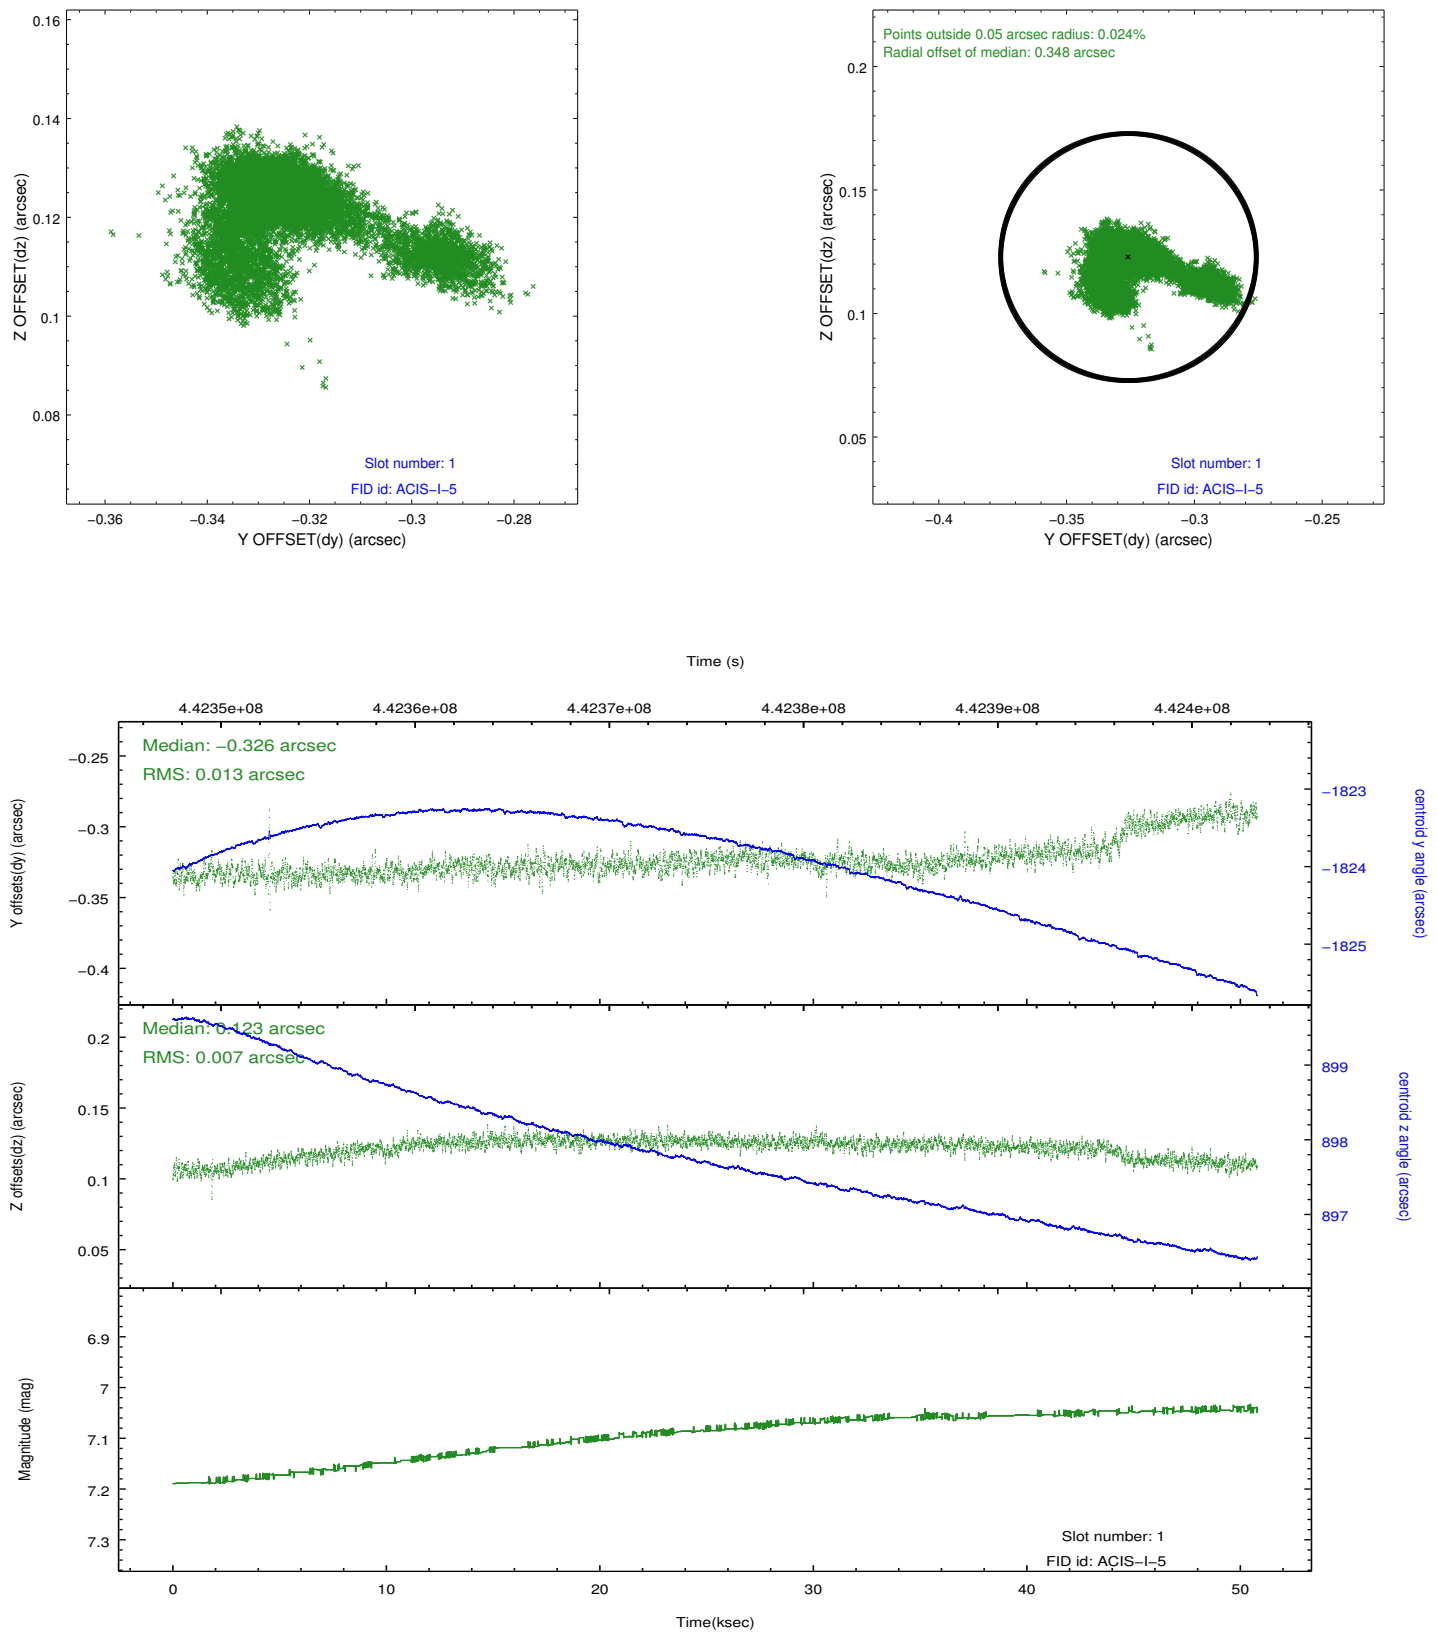 0.16
0.14
0.12
0.1
0.08
Z OFFSET(dz) (arcsec)
Slot number: 1
FID id: ACIS−I−5
−0.36 −0.34 −0.32 −0.3 −0.28
Y OFFSET(dy) (arcsec)
Points outside 0.05 arcsec radius: 0.024%
Radial offset of median: 0.348 arcsec
0.2
0.15
0.1
0.05
Z OFFSET(dz) (arcsec)
Slot number: 1
FID id: ACIS−I−5
−0.4 −0.35 −0.3 −0.25
Y OFFSET(dy) (arcsec)
Time (s)
4.4235e+08 4.4236e+08 4.4237e+08 4.4238e+08 4.4239e+08 4.424e+08
Median: −0.326 arcsec
RMS: 0.013 arcsec
−0.25
−0.3
−0.35
−0.4
Y offsets(dy) (arcsec)
−1823
−1824
−1825
centroid y angle (arcsec)
Median: 0.123 arcsec
RMS: 0.007 arcsec
0.2
0.15
0.1
0.05
Z offsets(dz) (arcsec)
899
898
897
centroid z angle (arcsec)
6.9
7
7.1
7.2
7.3
Magnitude (mag)
Slot number: 1
FID id: ACIS−I−5
0 10 20 30 40 50
Time(ksec)